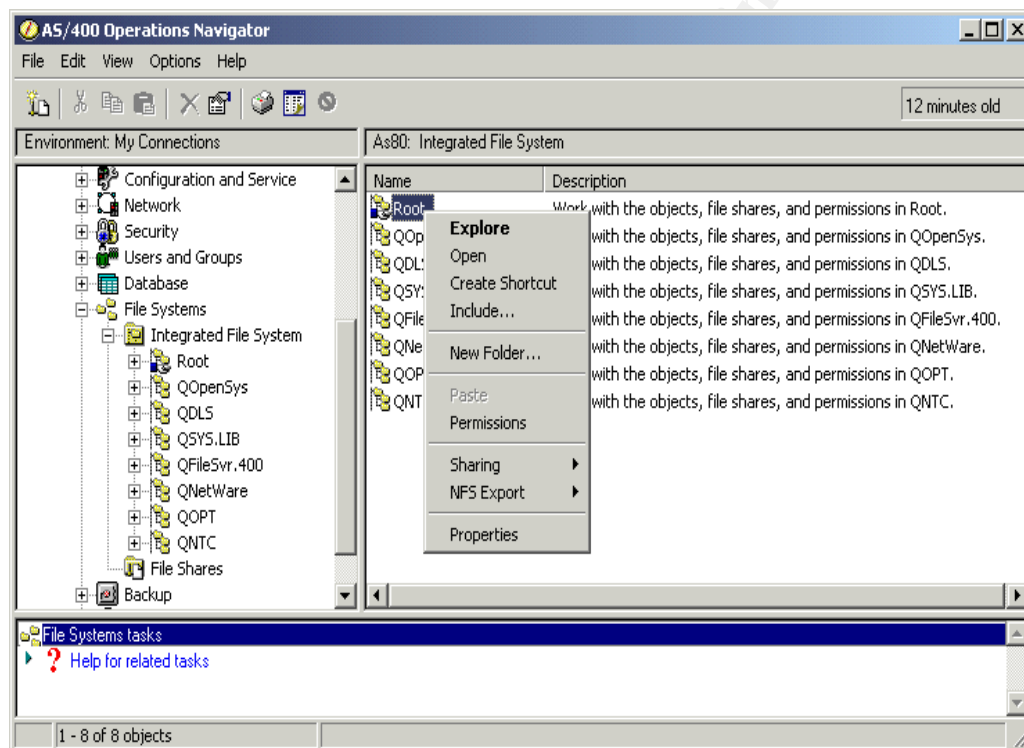 AS/400 Operations Navigator
File Edit View Options Help
12 minutes old
Environment: My Connections
As80: Integrated File System
Configuration and Service
Network
Security
Users and Groups
Database
File Systems
Integrated File System
Root
QOpenSys
QDLS
QSYS.LIB
QFileSvr.400
QNetWare
QOPT
QNTC
File Shares
Backup
Name Description
Root Work with the objects, file shares, and permissions in Root.
QOp with the objects, file shares, and permissions in QOpenSys.
QDL with the objects, file shares, and permissions in QDLS.
QSY with the objects, file shares, and permissions in QSYS.LIB.
QFile with the objects, file shares, and permissions in QFileSvr.400.
QNe with the objects, file shares, and permissions in QNetWare.
QOP with the objects, file shares, and permissions in QOPT.
QNT with the objects, file shares, and permissions in QNTC.
Explore
Open
Create Shortcut
Include...
New Folder...
Paste
Permissions
Sharing
NFS Export
Properties
File Systems tasks
? Help for related tasks
1 - 8 of 8 objects